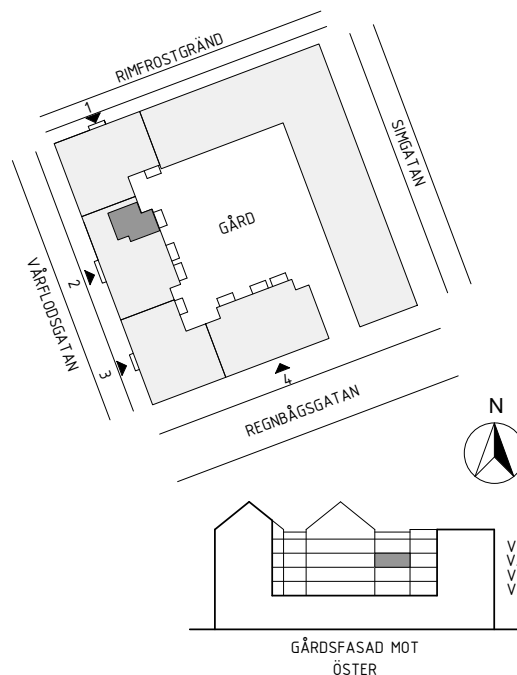 RIMFROSTGRÄND
1
SIMGATAN
GÅRD
VÅRFLODSGATAN
2
3
4
REGNBÅGSGATAN
N
V
V
V
V
GÅRDSFASAD MOT
ÖSTER